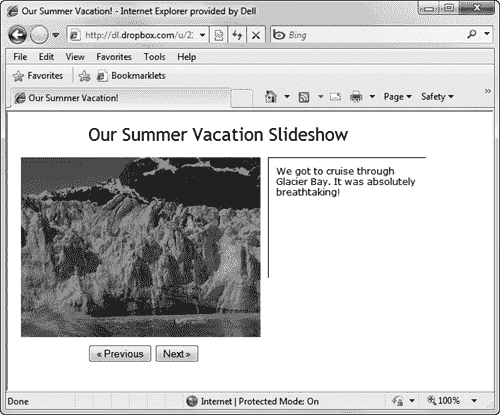 Our Summer Vacation! - Internet Explorer provided by Dell
http://dl.dropbox.com/u/2
Bing
File Edit View Favorites Tools Help
Favorites Bookmarklets
Our Summer Vacation! Page Safety
Our Summer Vacation Slideshow
We got to cruise through
Glacier Bay. It was absolutely
breathtaking!
« Previous Next »
Done Internet | Protected Mode: On 100%